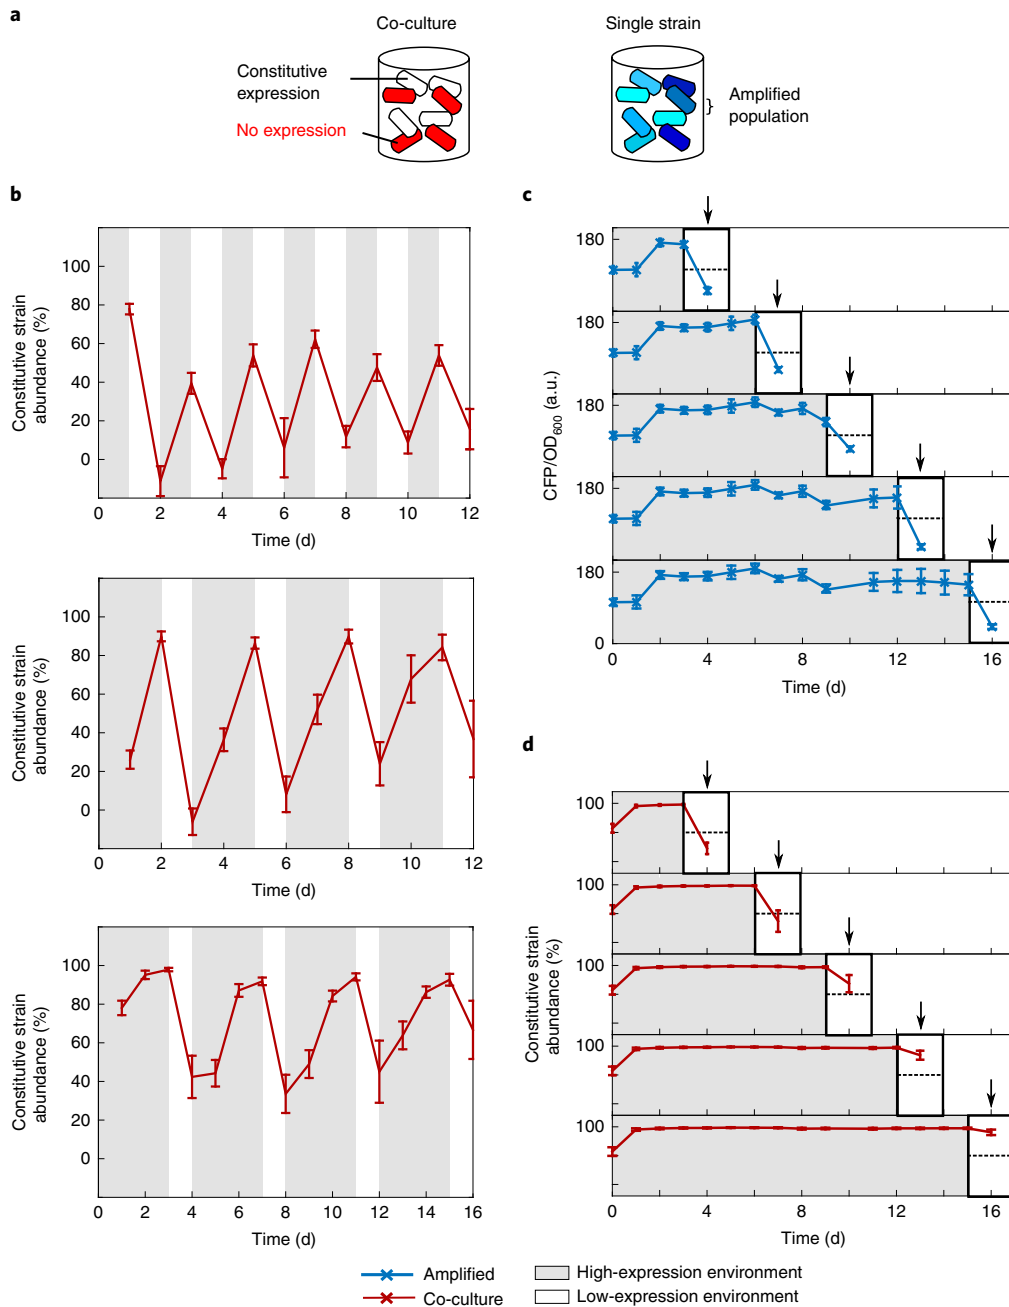 a
Co-culture
Single strain
Constitutive
expression
No expression
Amplified
population
b
Constitutive strain
abundance (%)
100
80
60
40
20
0
0 2 4 6 8 10 12
Time (d)
Constitutive strain
abundance (%)
100
80
60
40
20
0
0 2 4 6 8 10 12
Time (d)
Constitutive strain
abundance (%)
100
80
60
40
20
0
0 2 4 6 8 10 12 14 16
Time (d)
c
CFP/OD600 (a.u.)
180
180
180
180
180
0
0 4 8 12 16
Time (d)
d
Constitutive strain
abundance (%)
100
100
100
100
100
0 4 8 12 16
Time (d)
Amplified
Co-culture
High-expression environment
Low-expression environment